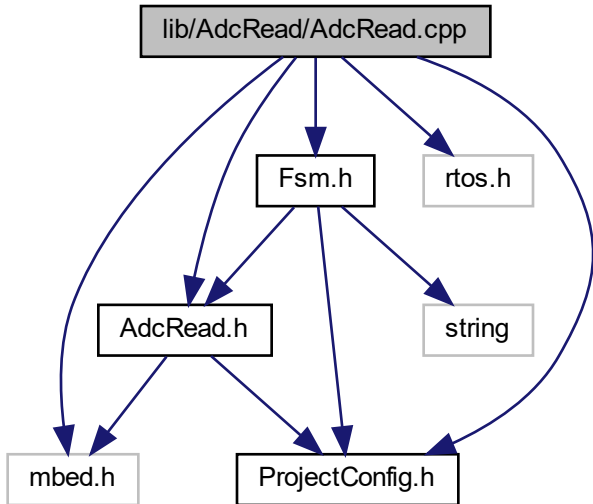 lib/AdcRead/AdcRead.cpp
Fsm.h
rtos.h
AdcRead.h
string
mbed.h
ProjectConfig.h